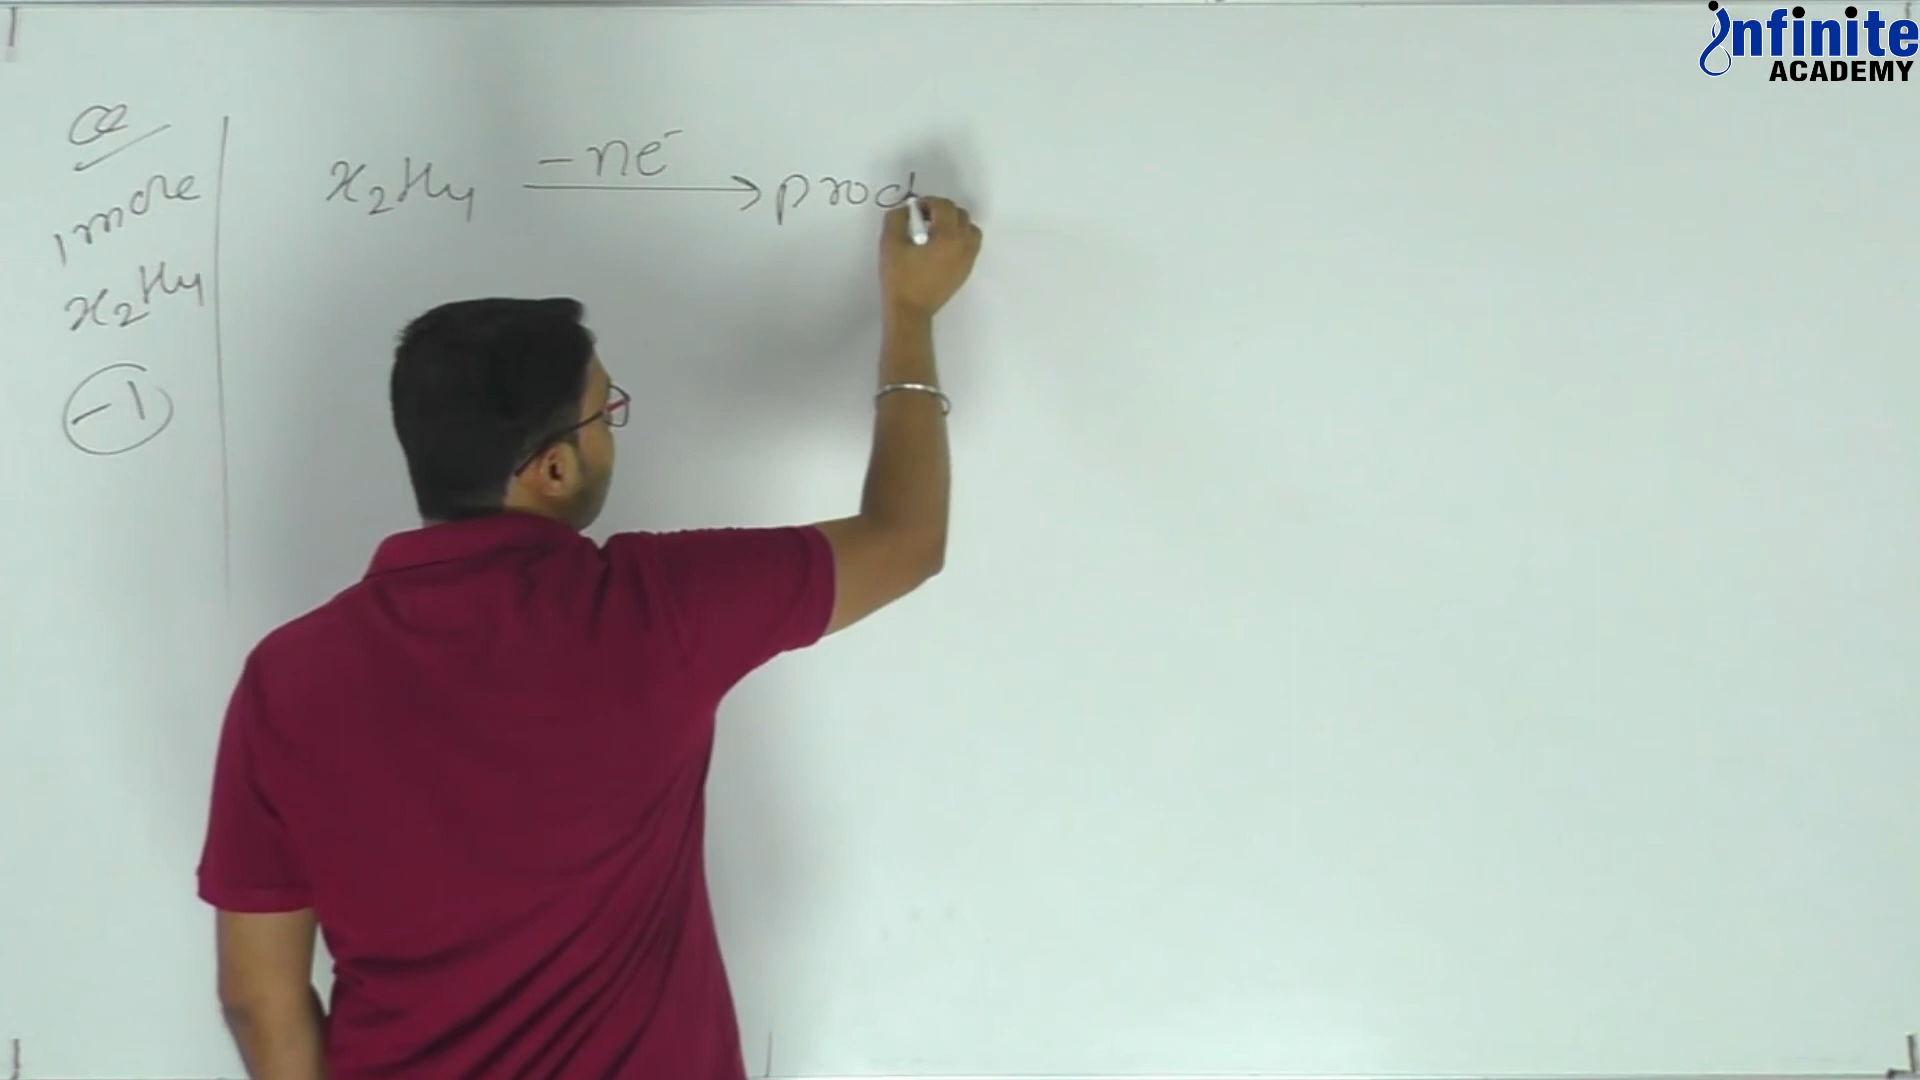 infinite
ACADEMY
Q
1 mole
x₂H₄
-1
x₂H₄ -ne⁻ → prod